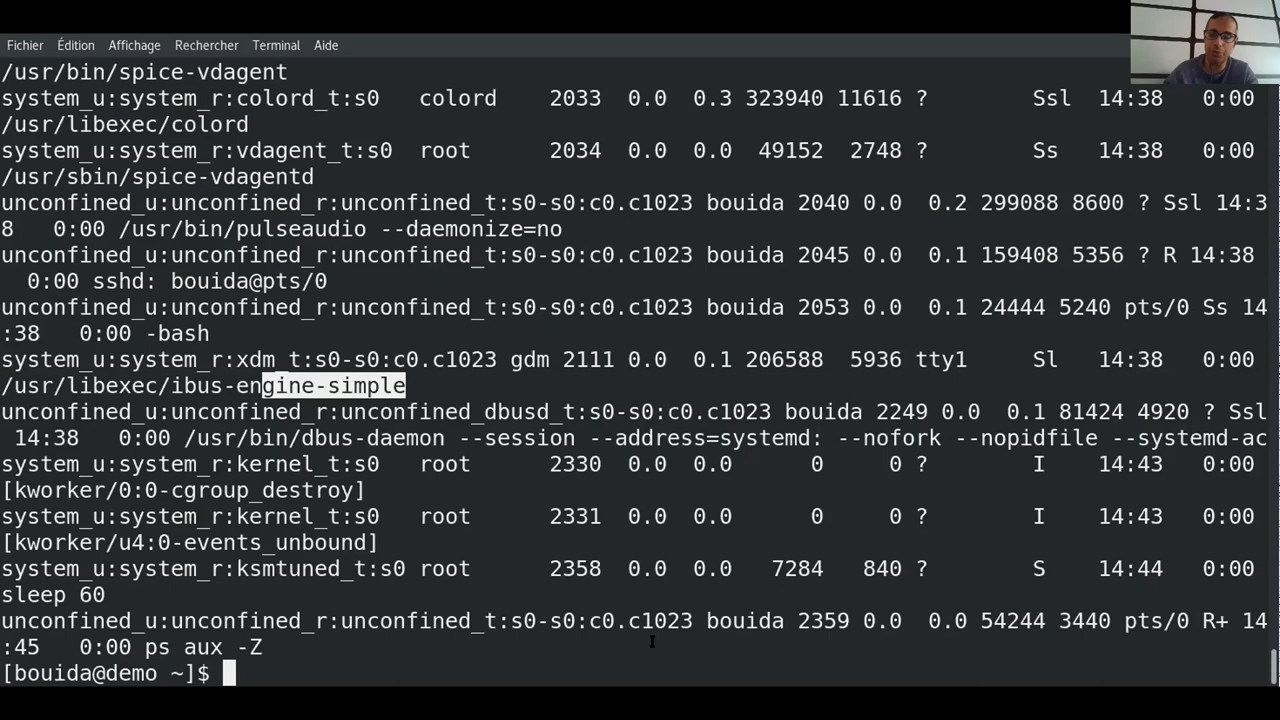 Fichier Édition Affichage Rechercher Terminal Aide
/usr/bin/spice-vdagent
system_u:system_r:colord_t:s0   colord    2033  0.0  0.3 323940 11616 ?        Ssl  14:38   0:00
/usr/libexec/colord
system_u:system_r:vdagent_t:s0  root      2034  0.0  0.0  49152  2748 ?        Ss   14:38   0:00
/usr/sbin/spice-vdagentd
unconfined_u:unconfined_r:unconfined_t:s0-s0:c0.c1023 bouida 2040 0.0  0.2 299088 8600 ? Ssl 14:3
8   0:00 /usr/bin/pulseaudio --daemonize=no
unconfined_u:unconfined_r:unconfined_t:s0-s0:c0.c1023 bouida 2045 0.0  0.1 159408 5356 ? R 14:38
  0:00 sshd: bouida@pts/0
unconfined_u:unconfined_r:unconfined_t:s0-s0:c0.c1023 bouida 2053 0.0  0.1 24444 5240 pts/0 Ss 14
:38   0:00 -bash
system_u:system_r:xdm_t:s0-s0:c0.c1023 gdm 2111 0.0  0.1 206588  5936 tty1     Sl   14:38   0:00
/usr/libexec/ibus-engine-simple
unconfined_u:unconfined_r:unconfined_dbusd_t:s0-s0:c0.c1023 bouida 2249 0.0  0.1 81424 4920 ? Ssl
 14:38   0:00 /usr/bin/dbus-daemon --session --address=systemd: --nofork --nopidfile --systemd-ac
system_u:system_r:kernel_t:s0   root      2330  0.0  0.0      0     0 ?        I    14:43   0:00
[kworker/0:0-cgroup_destroy]
system_u:system_r:kernel_t:s0   root      2331  0.0  0.0      0     0 ?        I    14:43   0:00
[kworker/u4:0-events_unbound]
system_u:system_r:ksmtuned_t:s0 root      2358  0.0  0.0   7284   840 ?        S    14:44   0:00
sleep 60
unconfined_u:unconfined_r:unconfined_t:s0-s0:c0.c1023 bouida 2359 0.0  0.0 54244 3440 pts/0 R+ 14
:45   0:00 ps aux -Z
[bouida@demo ~]$